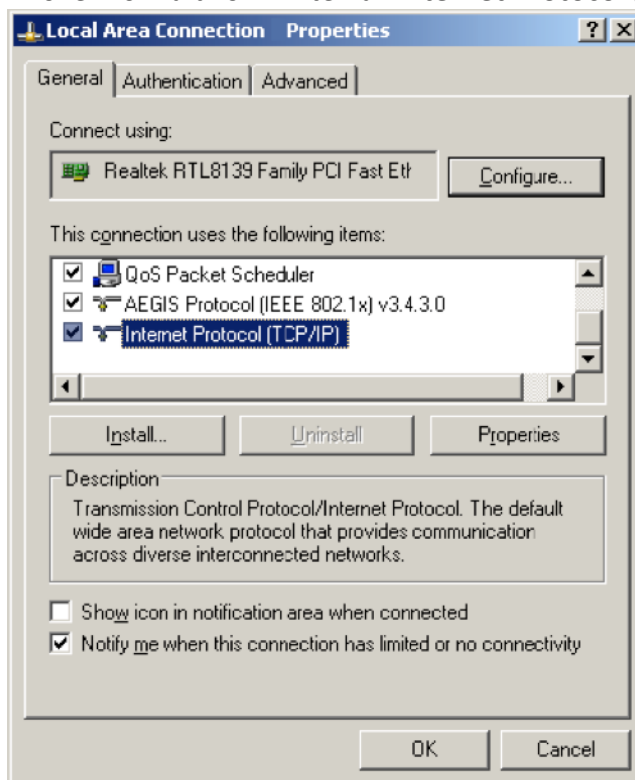 Local Area Connection Properties
General
Authentication
Advanced
Connect using:
Realtek RTL8139 Family PCI Fast Eth
Configure...
This connection uses the following items:
QoS Packet Scheduler
AEGIS Protocol (IEEE 802.1x) v3.4.3.0
Internet Protocol (TCP/IP)
Install...
Uninstall
Properties
Description
Transmission Control Protocol/Internet Protocol. The default
wide area network protocol that provides communication
across diverse interconnected networks.
Show icon in notification area when connected
Notify me when this connection has limited or no connectivity
OK
Cancel